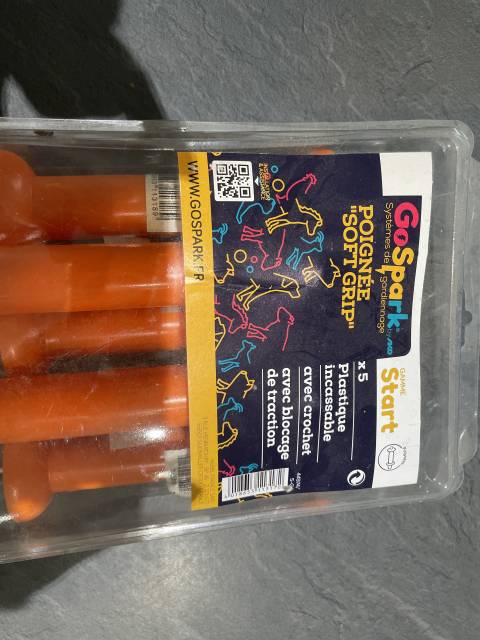 GoSpark®
Systèmes de gardiennage
GAMME
Start
POIGNÉE
"SOFT GRIP"
x 5
Plastique
incassable
avec crochet
avec blocage
de traction
WWW.GOSPARK.FR